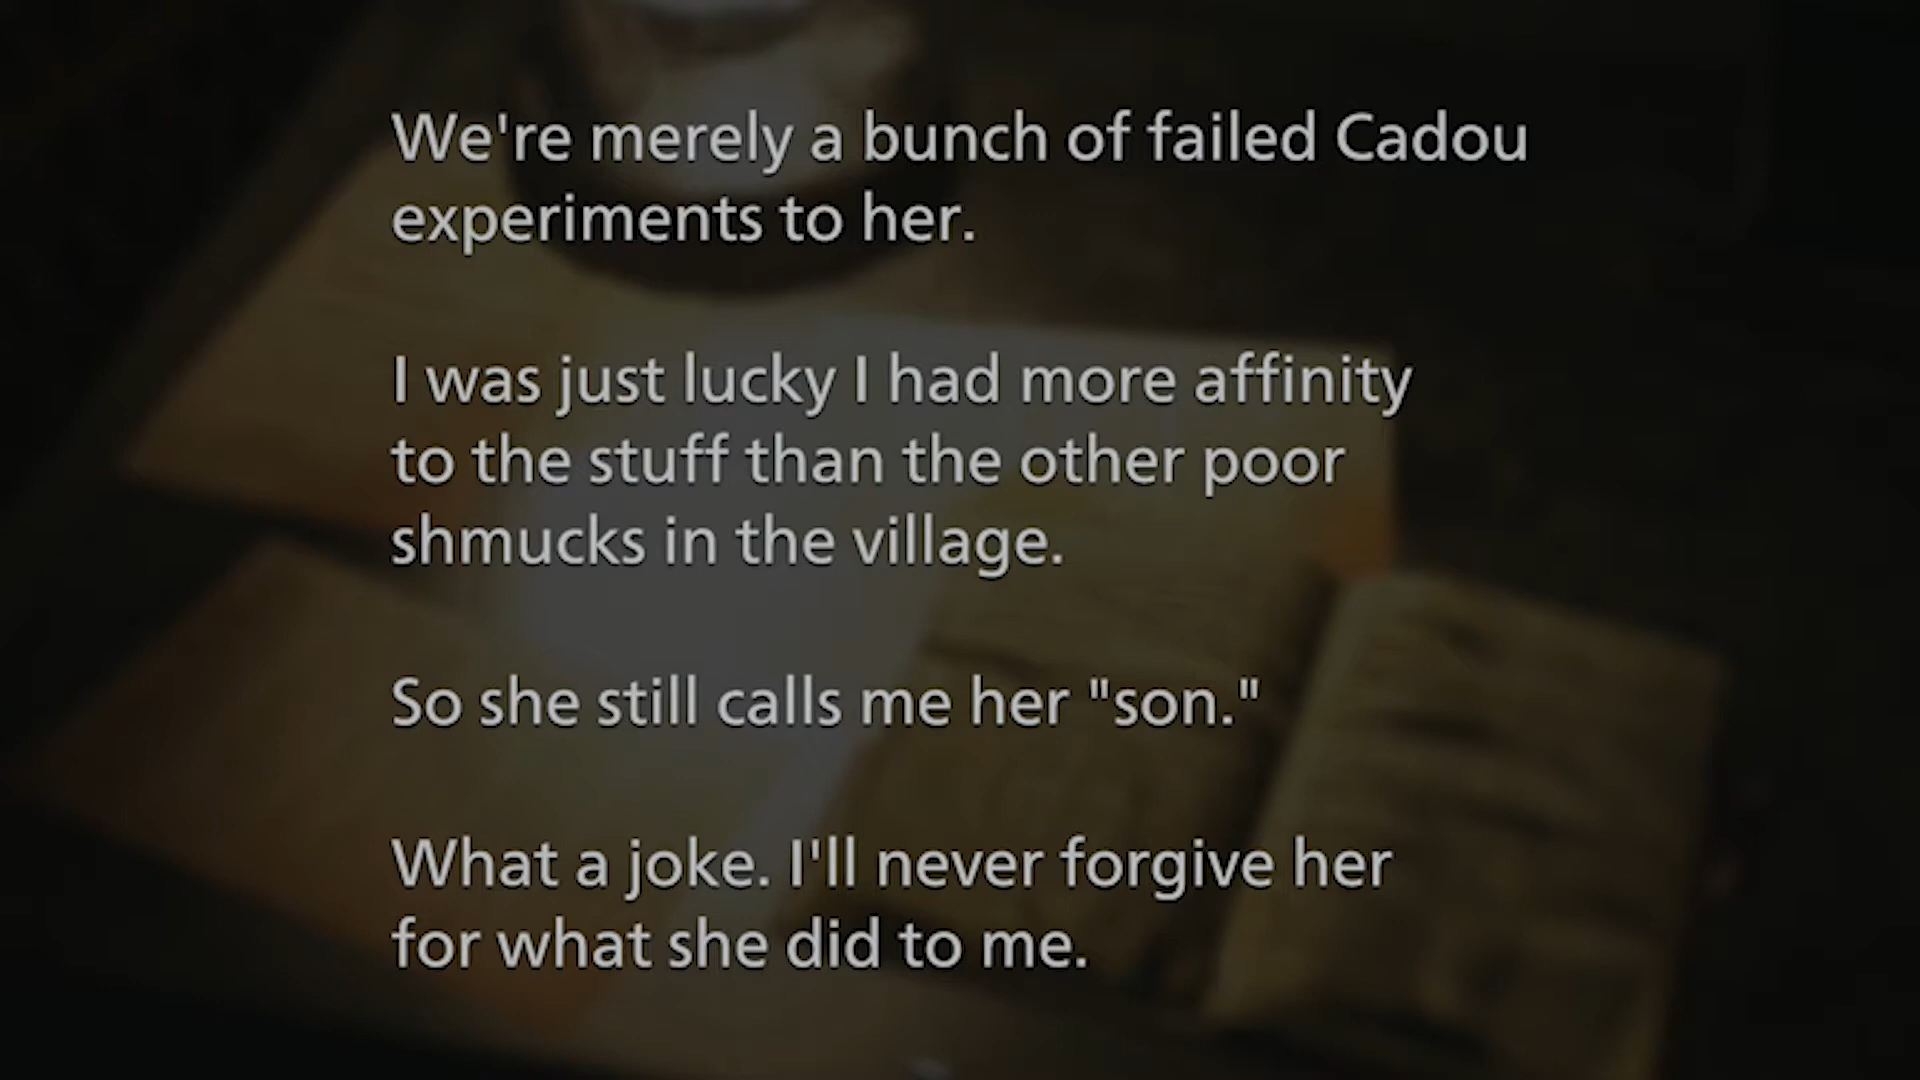 We're merely a bunch of failed Cadou
experiments to her.
I was just lucky I had more affinity
to the stuff than the other poor
shmucks in the village.
So she still calls me her "son."
What a joke. I'll never forgive her
for what she did to me.